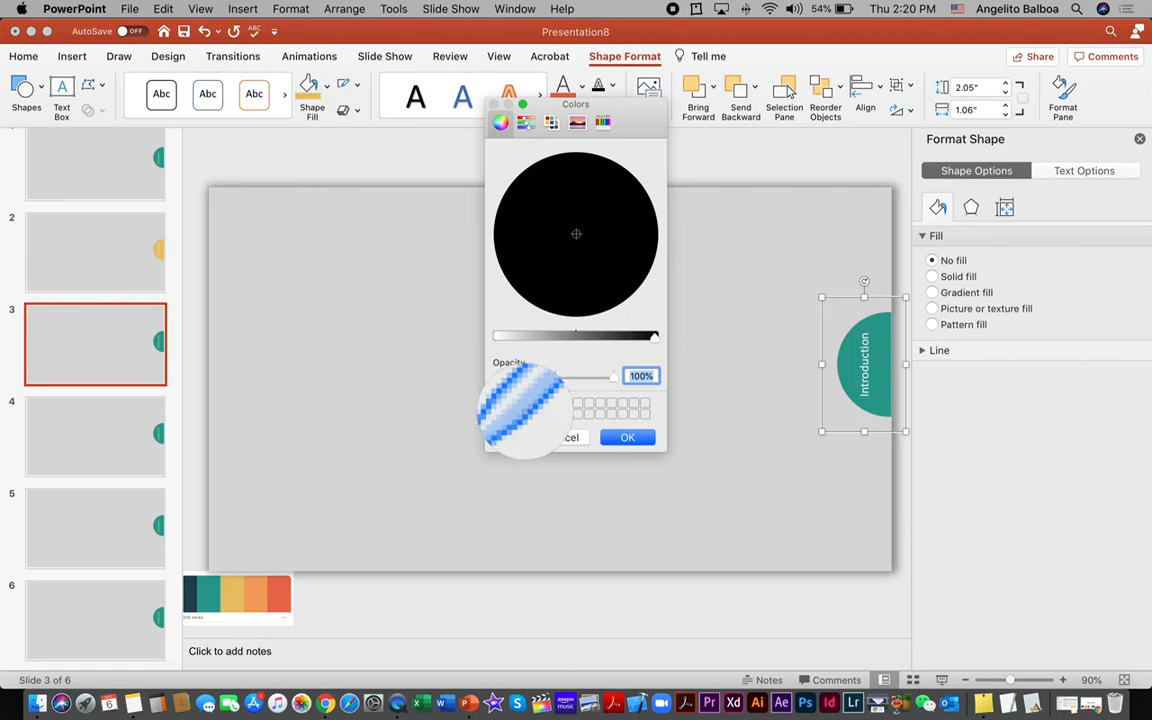 PowerPoint File Edit View Insert Format Arrange Tools Slide Show Window Help 54% Thu 2:20 PM Angelito Balboa
AutoSave OFF Presentation8
Home Insert Draw Design Transitions Animations Slide Show Review View Acrobat Shape Format Tell me Share Comments
Shapes
Text
Box
Abc Abc Abc
Shape
Fill
A A A A A
Bring
Forward
Send
Backward
Selection
Pane
Reorder
Objects
Align
2.05"
1.06"
Format
Pane
Colors
Opacity
100%
cel OK
2
3
4
5
6
Introduction
Format Shape
Shape Options Text Options
Fill
No fill
Solid fill
Gradient fill
Picture or texture fill
Pattern fill
Line
Click to add notes
Slide 3 of 6 Notes Comments 90%